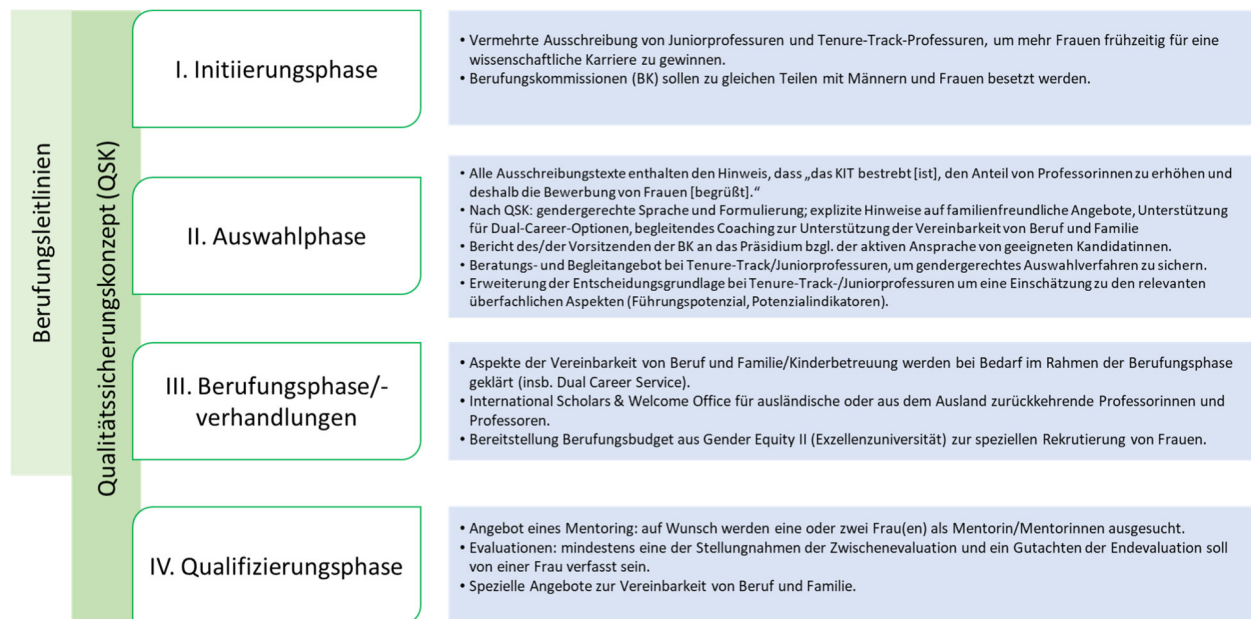 Berufungsleitlinien
Qualitätssicherungskonzept (QSK)
I. Initiierungsphase
• Vermehrte Ausschreibung von Juniorprofessuren und Tenure-Track-Professuren, um mehr Frauen frühzeitig für eine
wissenschaftliche Karriere zu gewinnen.
• Berufungskommissionen (BK) sollen zu gleichen Teilen mit Männern und Frauen besetzt werden.
II. Auswahlphase
• Alle Ausschreibungstexte enthalten den Hinweis, dass „das KIT bestrebt [ist], den Anteil von Professorinnen zu erhöhen und
deshalb die Bewerbung von Frauen [begrüßt].“
• Nach QSK: gendergerechte Sprache und Formulierung; explizite Hinweise auf familienfreundliche Angebote, Unterstützung
für Dual-Career-Optionen, begleitendes Coaching zur Unterstützung der Vereinbarkeit von Beruf und Familie
• Bericht des/der Vorsitzenden der BK an das Präsidium bzgl. der aktiven Ansprache von geeigneten Kandidatinnen.
• Beratungs- und Begleitangebot bei Tenure-Track/Juniorprofessuren, um gendergerechtes Auswahlverfahren zu sichern.
• Erweiterung der Entscheidungsgrundlage bei Tenure-Track-/Juniorprofessuren um eine Einschätzung zu den relevanten
überfachlichen Aspekten (Führungspotenzial, Potenzialindikatoren).
III. Berufungsphase/-
verhandlungen
• Aspekte der Vereinbarkeit von Beruf und Familie/Kinderbetreuung werden bei Bedarf im Rahmen der Berufungsphase
geklärt (insb. Dual Career Service).
• International Scholars & Welcome Office für ausländische oder aus dem Ausland zurückkehrende Professorinnen und
Professoren.
• Bereitstellung Berufungsbudget aus Gender Equity II (Exzellenzuniversität) zur speziellen Rekrutierung von Frauen.
IV. Qualifizierungsphase
• Angebot eines Mentoring: auf Wunsch werden eine oder zwei Frau(en) als Mentorin/Mentorinnen ausgesucht.
• Evaluationen: mindestens eine der Stellungnahmen der Zwischenevaluation und ein Gutachten der Endevaluation soll
von einer Frau verfasst sein.
• Spezielle Angebote zur Vereinbarkeit von Beruf und Familie.